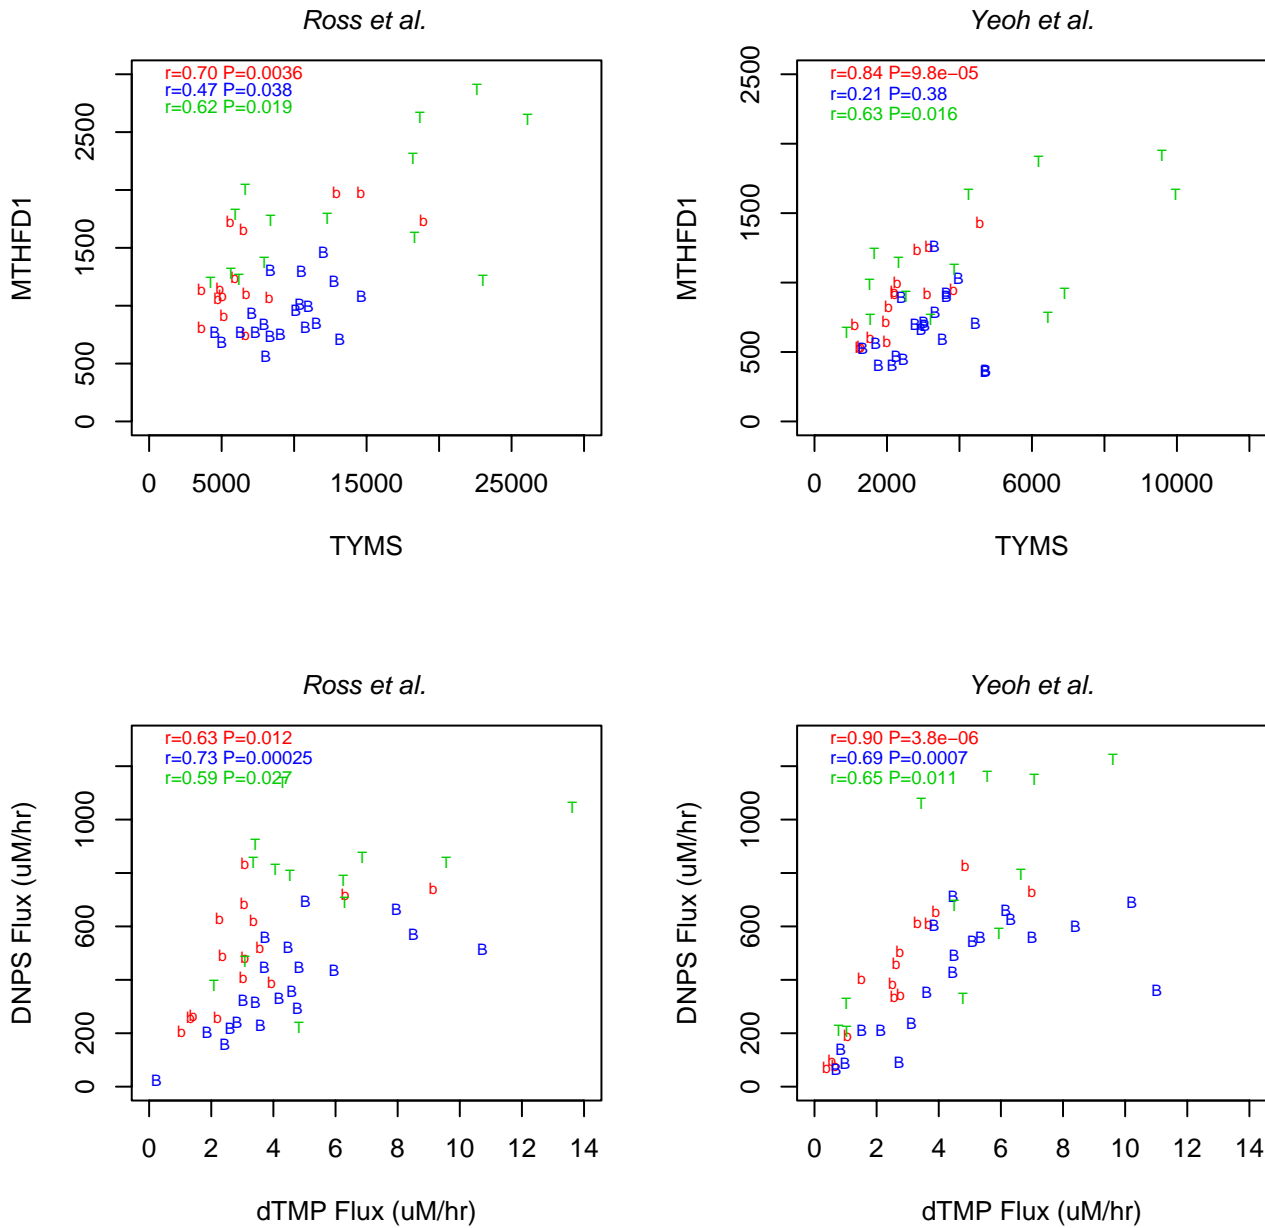 Ross et al.
r=0.70 P=0.0036
r=0.47 P=0.038
r=0.62 P=0.019
MTHFD1
0 500 1500 2500
0 5000 15000 25000
TYMS
Yeoh et al.
r=0.84 P=9.8e−05
r=0.21 P=0.38
r=0.63 P=0.016
MTHFD1
0 500 1500 2500
0 2000 6000 10000
TYMS
Ross et al.
r=0.63 P=0.012
r=0.73 P=0.00025
r=0.59 P=0.027
DNPS Flux (uM/hr)
0 200 600 1000
0 2 4 6 8 10 12 14
dTMP Flux (uM/hr)
Yeoh et al.
r=0.90 P=3.8e−06
r=0.69 P=0.0007
r=0.65 P=0.011
DNPS Flux (uM/hr)
0 200 600 1000
0 2 4 6 8 10 12 14
dTMP Flux (uM/hr)